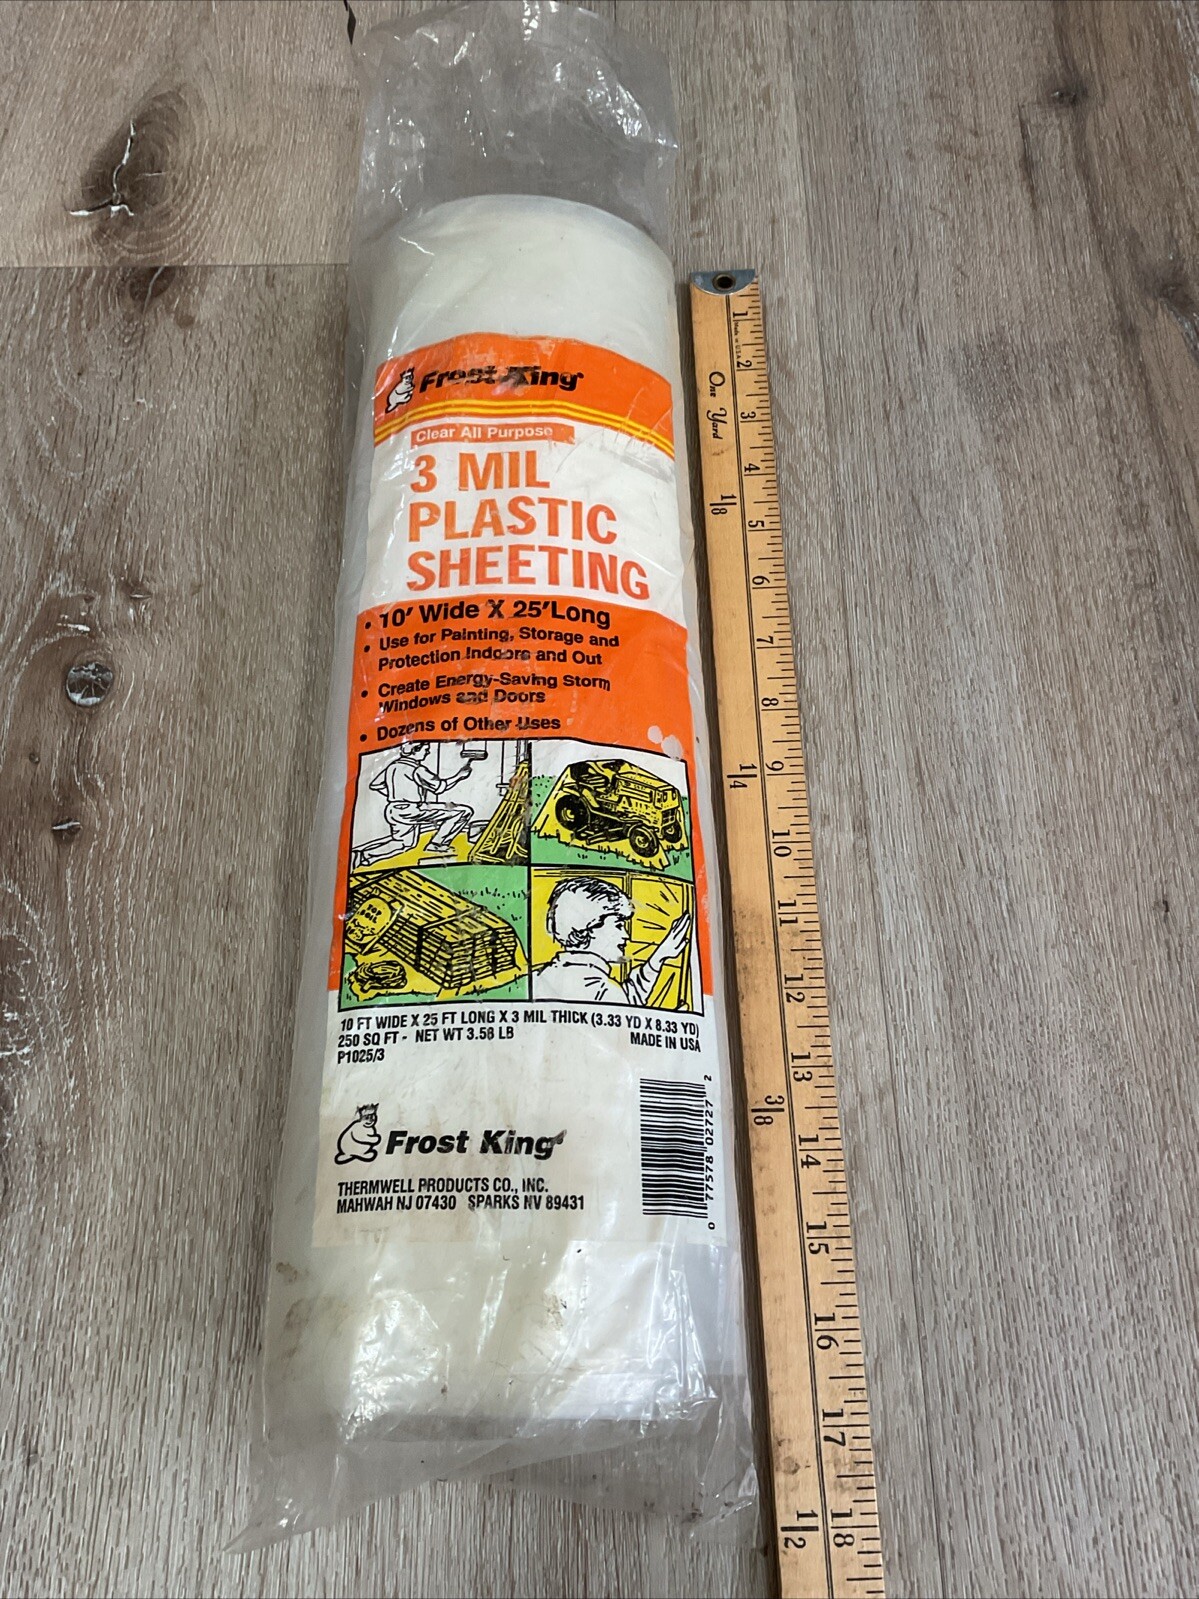 Frost King
Clear All Purpose
3 MIL
PLASTIC
SHEETING
• 10' Wide X 25' Long
• Use for Painting, Storage and
Protection Indoors and Out
• Create Energy-Saving Storm
Windows and Doors
• Dozens of Other Uses
TOP
SOIL
10 FT WIDE X 25 FT LONG X 3 MIL THICK (3.33 YD X 8.33 YD)
250 SQ FT - NET WT 3.58 LB
MADE IN USA
P1025/3
Frost King
THERMWELL PRODUCTS CO., INC.
MAHWAH NJ 07430 SPARKS NV 89431
0 77578 02727 2
Made in U.S.A.
One Yard
1
2
3
4
1/8
5
6
7
8
9
1/4
10
11
12
13
3/8
14
15
16
17
18
1/2